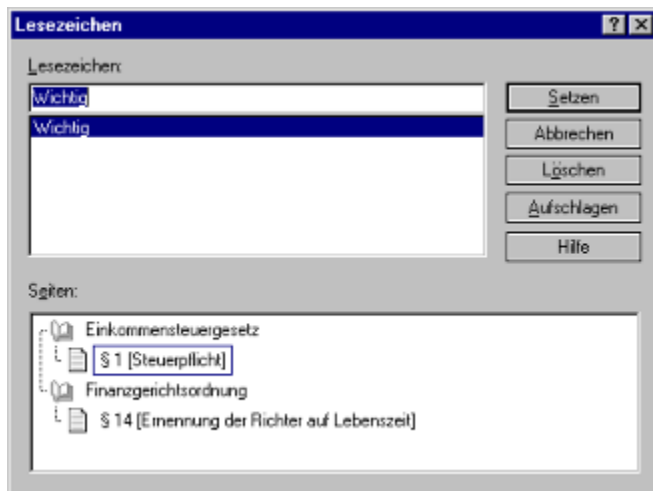 Lesezeichen
Lesezeichen:
Wichtig
Wichtig
Setzen
Abbrechen
Löschen
Aufschlagen
Hilfe
Seiten:
Einkommensteuergesetz
§ 1 [Steuerpflicht]
Finanzgerichtsordnung
§ 14 [Ernennung der Richter auf Lebenszeit]